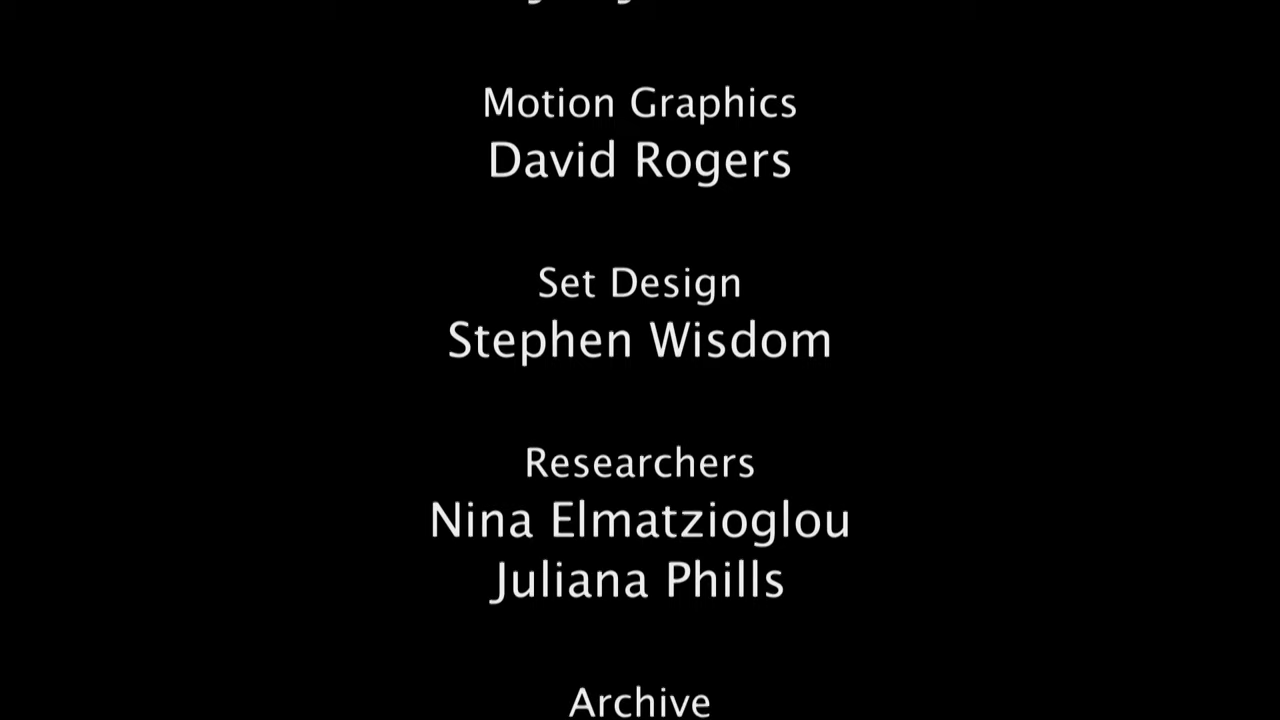 Motion Graphics
David Rogers
Set Design
Stephen Wisdom
Researchers
Nina Elmatzioglou
Juliana Phills
Archive